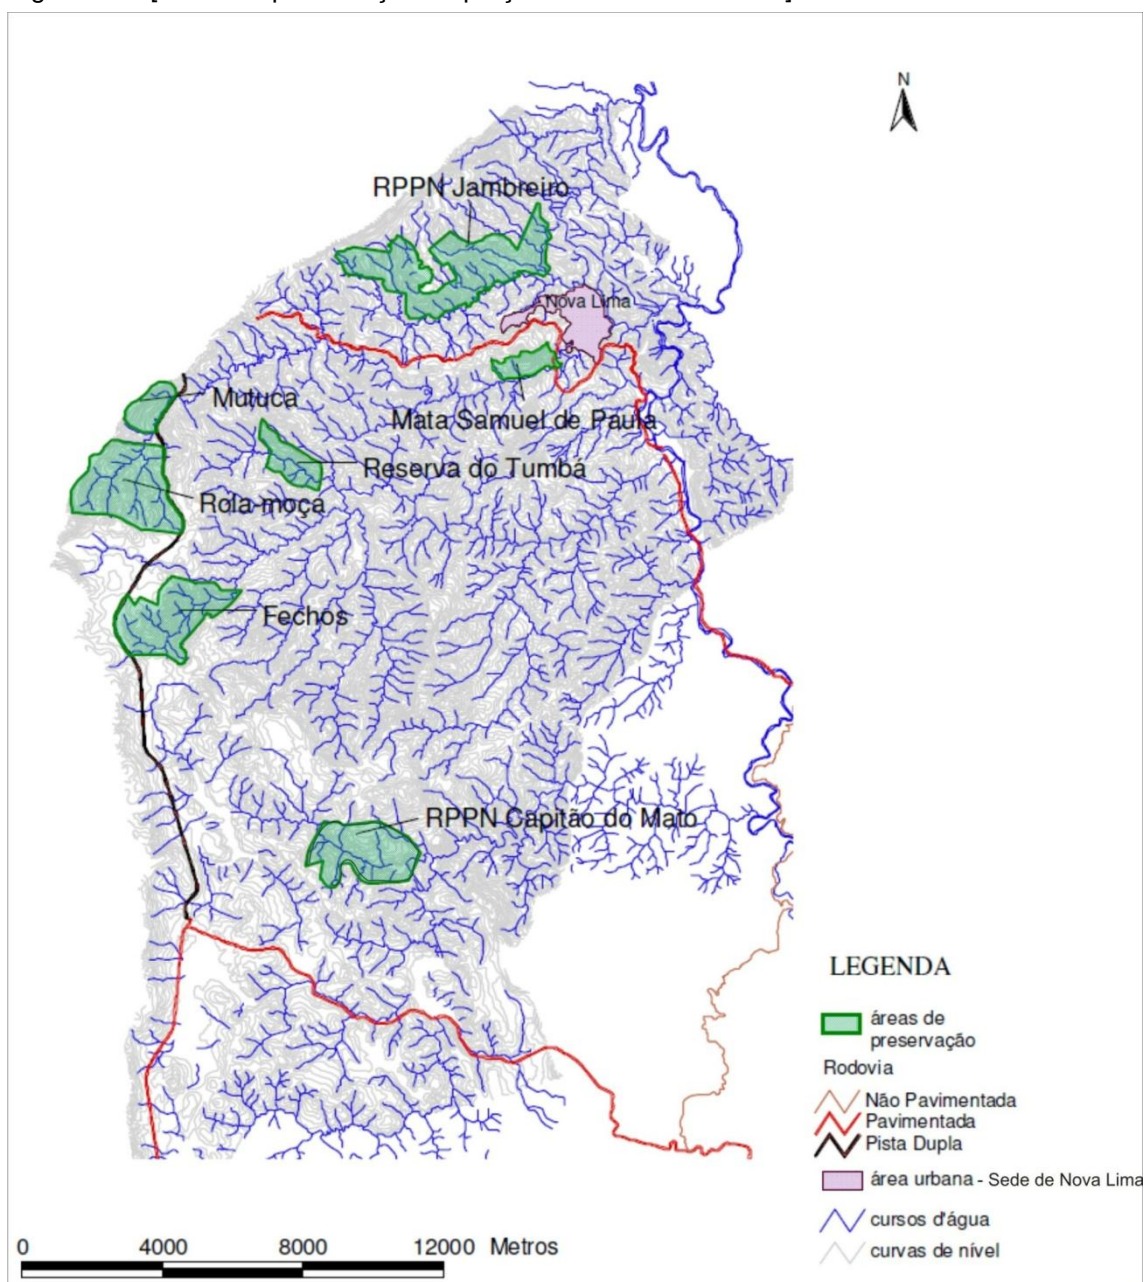 N
RPPN Jambreiro
Nova Lima
Mutuca
Mata Samuel de Paula
Reserva do Tumbá
Rola-moça
Fechos
RPPN Capitão do Mato
LEGENDA
áreas de
preservação
Rodovia
Não Pavimentada
Pavimentada
Pista Dupla
área urbana - Sede de Nova Lima
cursos d'água
curvas de nível
0 4000 8000 12000 Metros